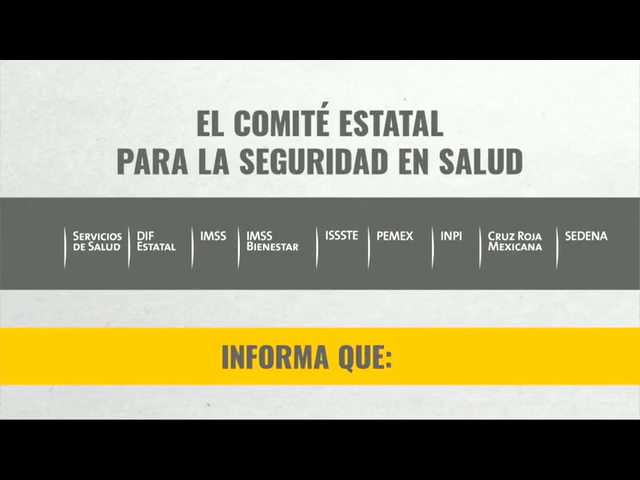 EL COMITÉ ESTATAL
PARA LA SEGURIDAD EN SALUD
SERVICIOS DE SALUD
DIF ESTATAL
IMSS
IMSS BIENESTAR
ISSSTE
PEMEX
INPI
CRUZ ROJA MEXICANA
SEDENA
INFORMA QUE: